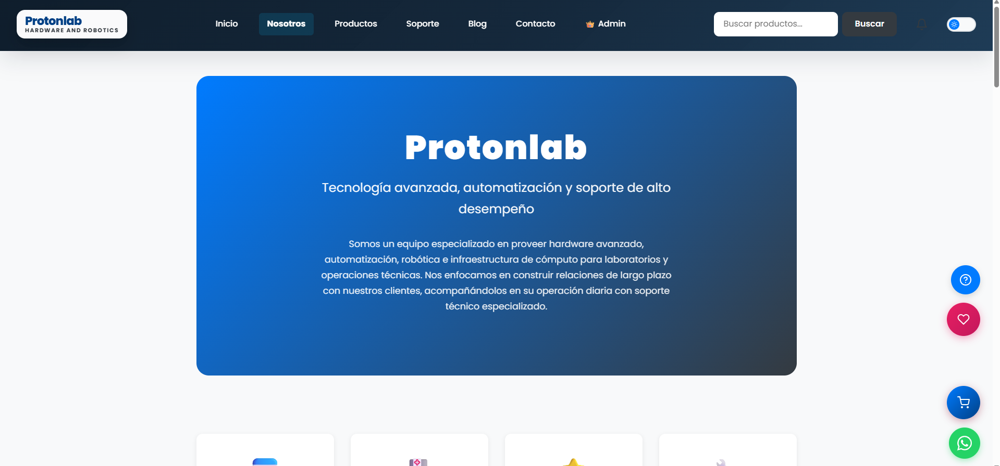 Protonlab
HARDWARE AND ROBOTICS
Inicio
Nosotros
Productos
Soporte
Blog
Contacto
Admin
Buscar productos...
Buscar
Protonlab
Tecnología avanzada, automatización y soporte de alto
desempeño
Somos un equipo especializado en proveer hardware avanzado,
automatización, robótica e infraestructura de cómputo para laboratorios y
operaciones técnicas. Nos enfocamos en construir relaciones de largo plazo
con nuestros clientes, acompañándolos en su operación diaria con soporte
técnico especializado.